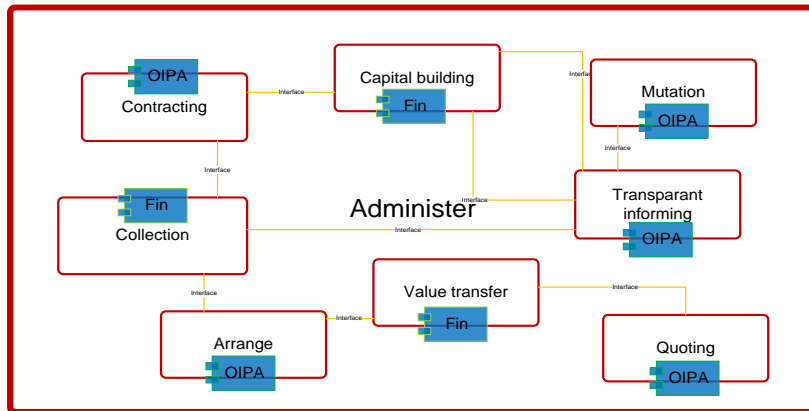 OIPA
Contracting
Interface
Capital building
Fin
Interface
Mutation
OIPA
Interface
Interface
Fin
Collection
Administer
Interface
Interface
Transparant
informing
OIPA
Interface
Arrange
OIPA
Interface
Value transfer
Fin
Interface
Quoting
OIPA